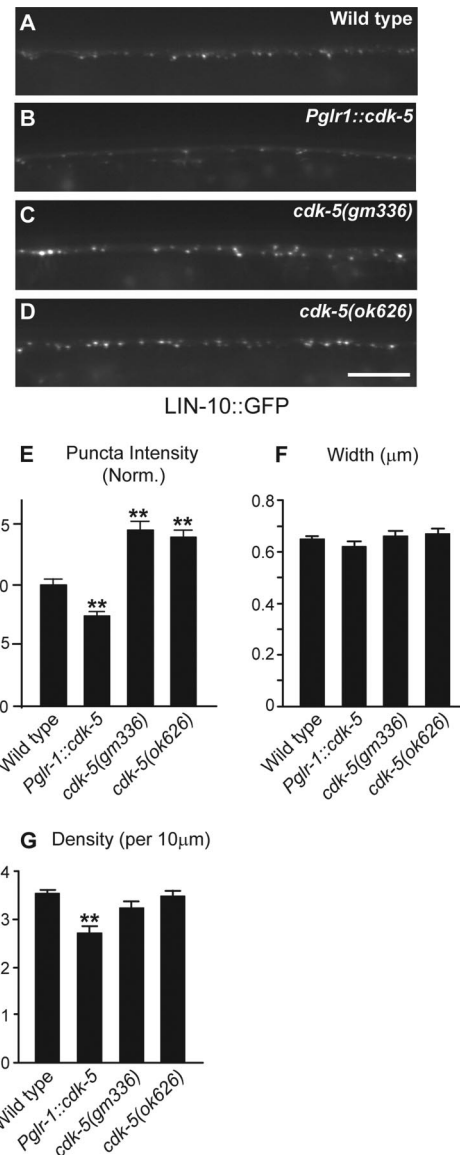 A
Wild type
B
Pglr1::cdk-5
C
cdk-5(gm336)
D
cdk-5(ok626)
LIN-10::GFP
E Puncta Intensity
(Norm.)
** ** **
5
0
5
0
Wild type
Pglr-1::cdk-5
cdk-5(gm336)
cdk-5(ok626)
F Width (μm)
0.8
0.6
0.4
0.2
0
Wild type
Pglr-1::cdk-5
cdk-5(gm336)
cdk-5(ok626)
G Density (per 10μm)
4
3
**
2
1
0
Wild type
Pglr-1::cdk-5
cdk-5(gm336)
cdk-5(ok626)